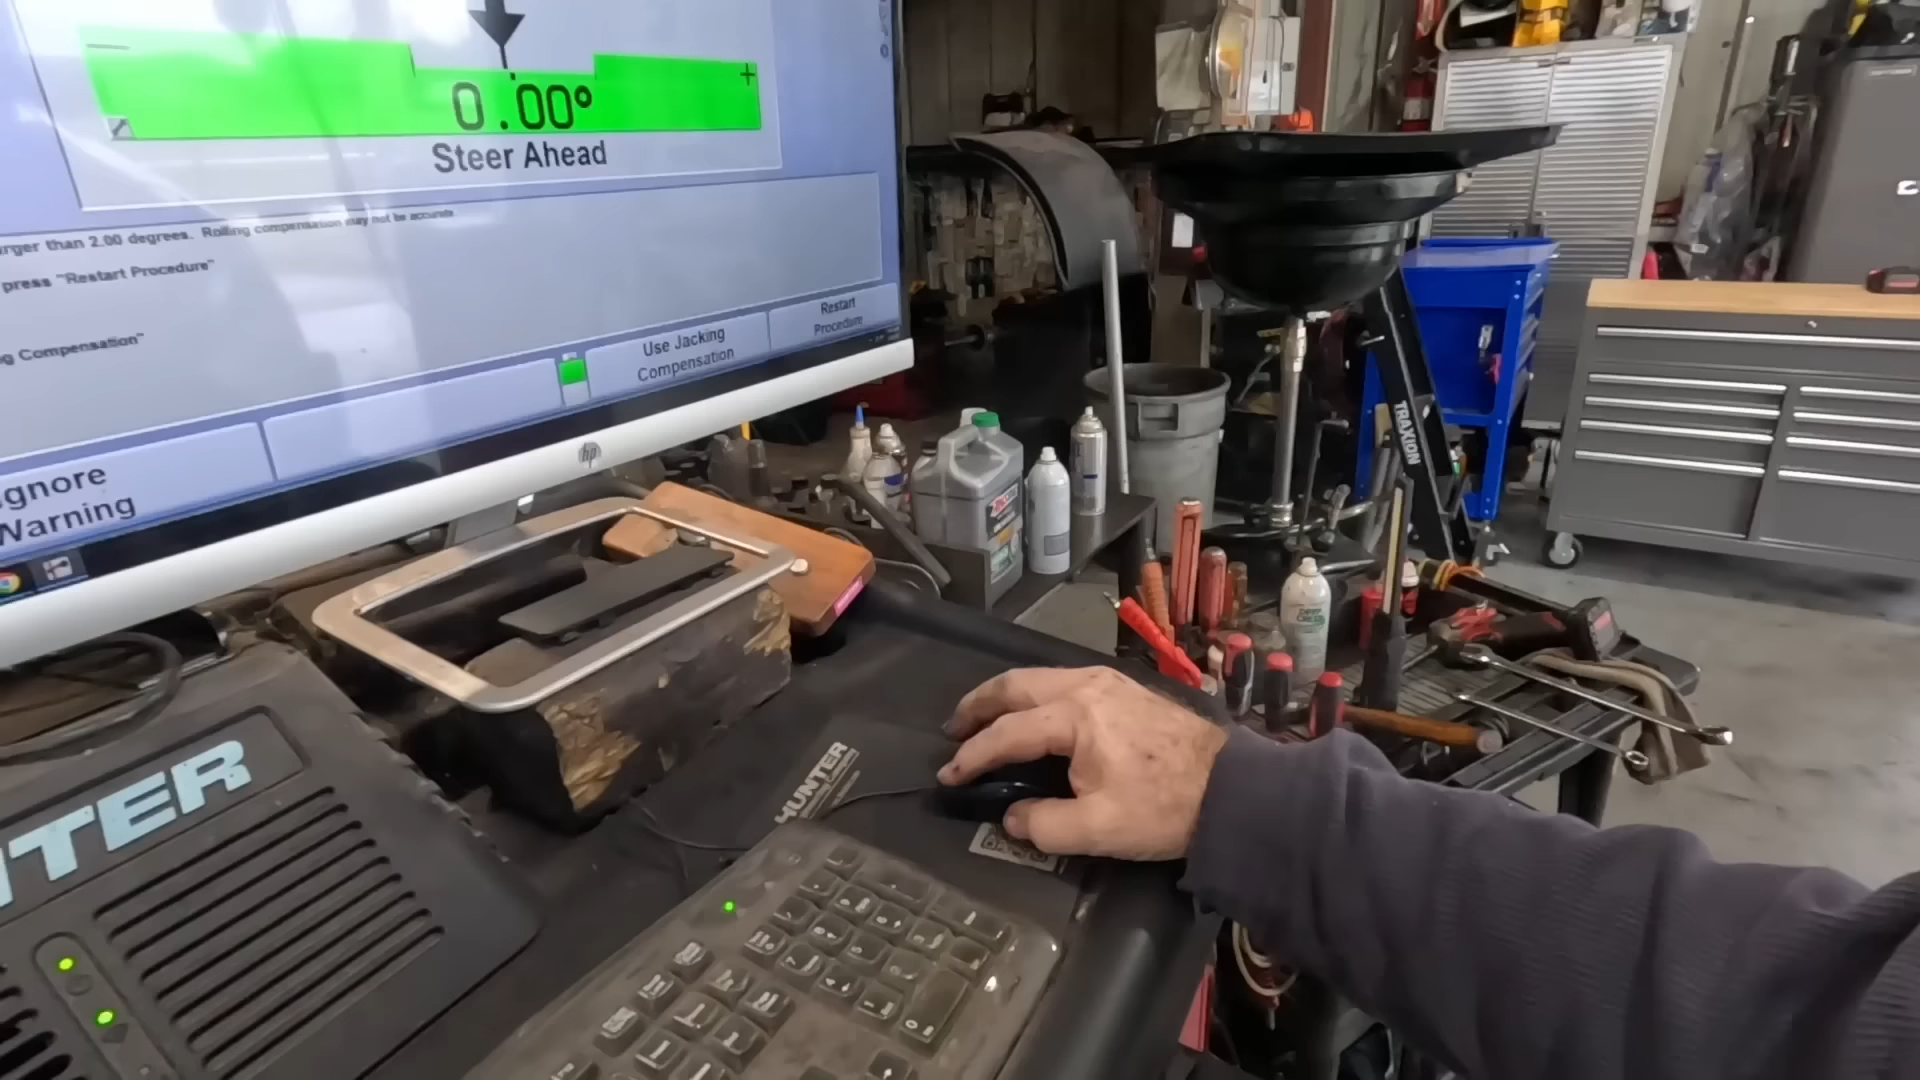 0.00°
Steer Ahead
arger than 2.00 degrees. Rolling compensation may not be accurate
press "Restart Procedure"
g Compensation"
Use Jacking
Compensation
Restart
Procedure
gnore
Warning
hp
TRAXION
HUNTER
NTER